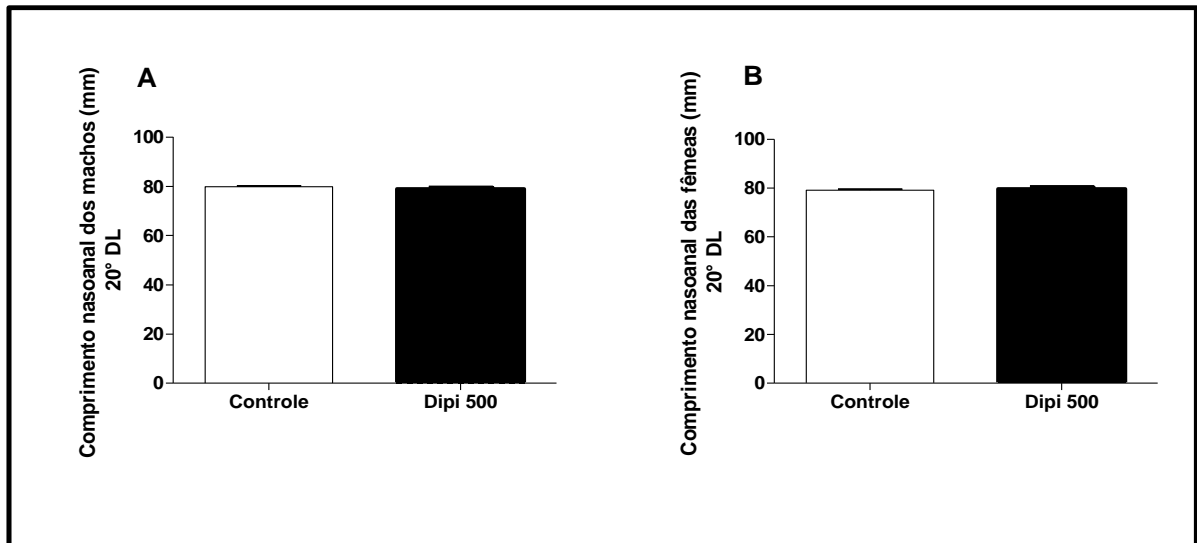 A
Comprimento nasoanal dos machos (mm)
20° DL
100
80
60
40
20
0
Controle
Dipi 500
B
Comprimento nasoanal das fêmeas (mm)
20° DL
100
80
60
40
20
0
Controle
Dipi 500